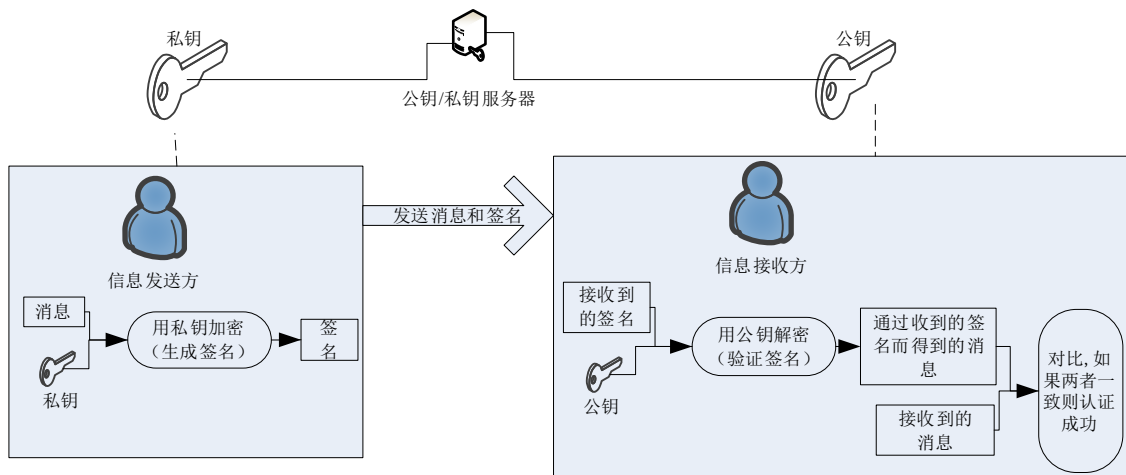 私钥
公钥
公钥/私钥服务器
发送消息和签名
信息发送方
消息
私钥
用私钥加密
（生成签名）
签
名
信息接收方
接收到
的签名
公钥
用公钥解密
（验证签名）
通过收到的签
名而得到的消
息
接收到的
消息
对比,如
果两者一
致则认证
成功